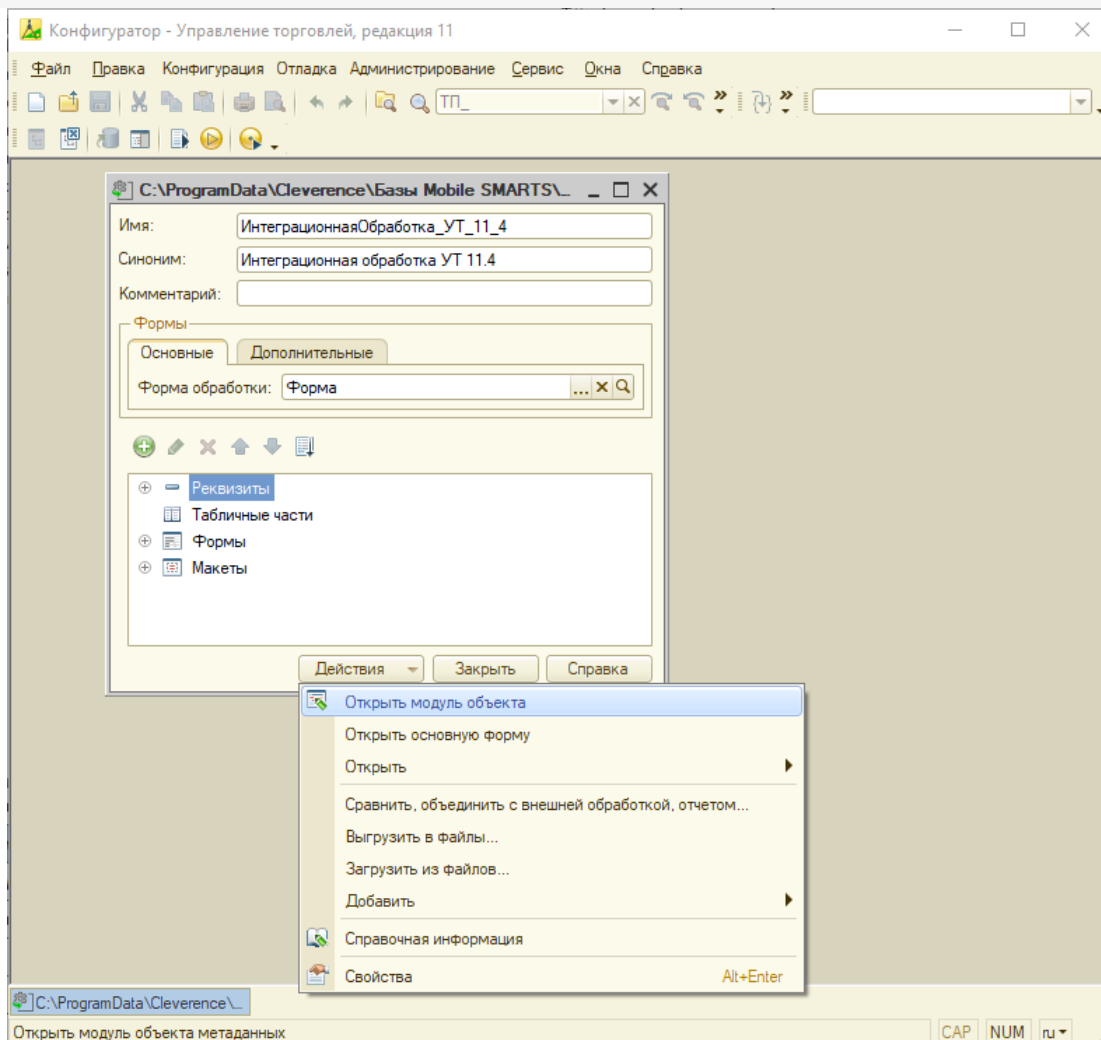 Конфигуратор - Управление торговлей, редакция 11
Файл Правка Конфигурация Отладка Администрирование Сервис Окна Справка
ТП_
C:\ProgramData\Cleverence\Базы Mobile SMARTS\...
Имя: ИнтеграционнаяОбработка_УТ_11_4
Синоним: Интеграционная обработка УТ 11.4
Комментарий:
Формы
Основные Дополнительные
Форма обработки: Форма
Реквизиты
Табличные части
Формы
Макеты
Действия Закрыть Справка
Открыть модуль объекта
Открыть основную форму
Открыть
Сравнить, объединить с внешней обработкой, отчетом...
Выгрузить в файлы...
Загрузить из файлов...
Добавить
Справочная информация
Свойства Alt+Enter
C:\ProgramData\Cleverence\...
Открыть модуль объекта метаданных CAP NUM ru